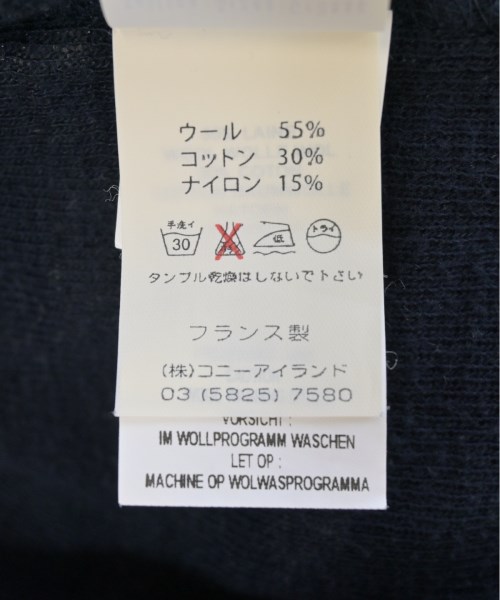 ウール 55%
コットン 30%
ナイロン 15%
手洗イ
30
低
ドライ
タンブル乾燥はしないで下さい
フランス製
(株)コニーアイランド
03 (5825) 7580
VORSICHT :
IM WOLLPROGRAMM WASCHEN
LET OP :
MACHINE OP WOLWASPROGRAMMA